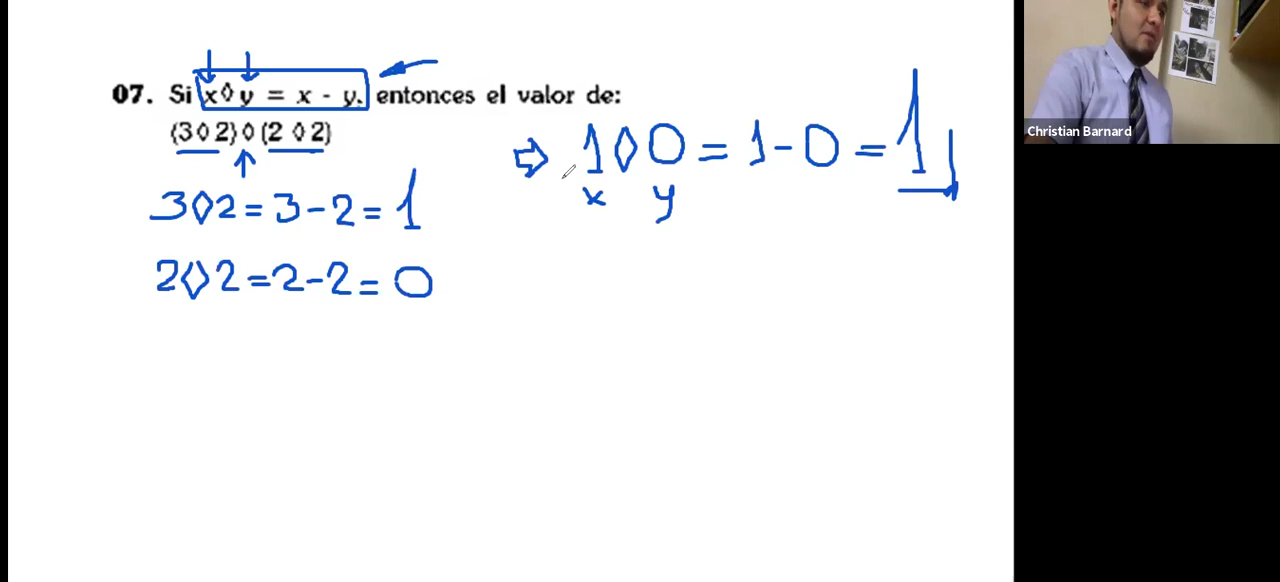 07. Si x◊y = x - y, entonces el valor de:
(3◊2)◊(2◊2)
⇨ 1◊0 = 1-0 = 1
x y
3◊2 = 3-2 = 1
2◊2 = 2-2 = 0
Christian Barnard